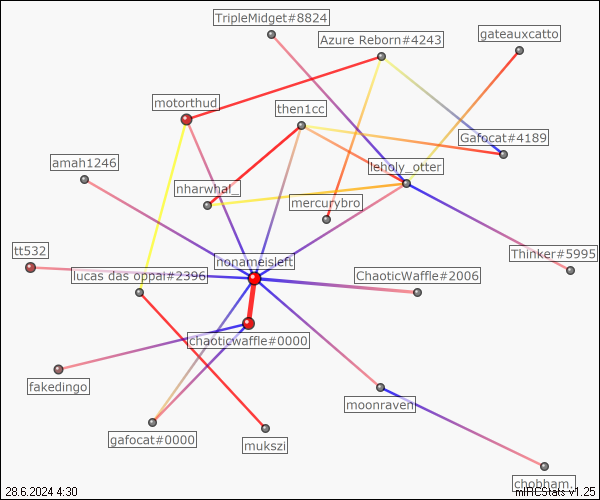 TripleMidget#8824
gateauxcatto
Azure Reborn#4243
motorthud
then1cc
Gafocat#4189
amah1246
leholy_otter
nharwhal_
mercurybro
tt532
Thinker#5995
nonameisleft
Lucas das oppai#2396
ChaoticWaffle#2006
chaoticwaffle#0000
fakedingo
moonraven
gafocat#0000
mukszi
chobham.
28.6.2024 4:30
mIRCStats v1.25